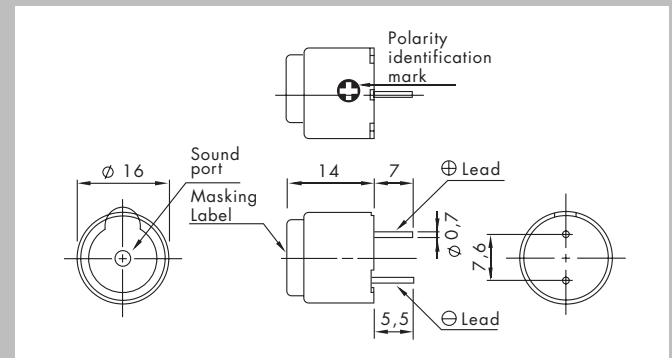 Polarity
identification
mark
Ø 16
Sound
port
Masking
Label
14
7
⊕ Lead
Ø 0,7
7,6
5,5
⊖ Lead